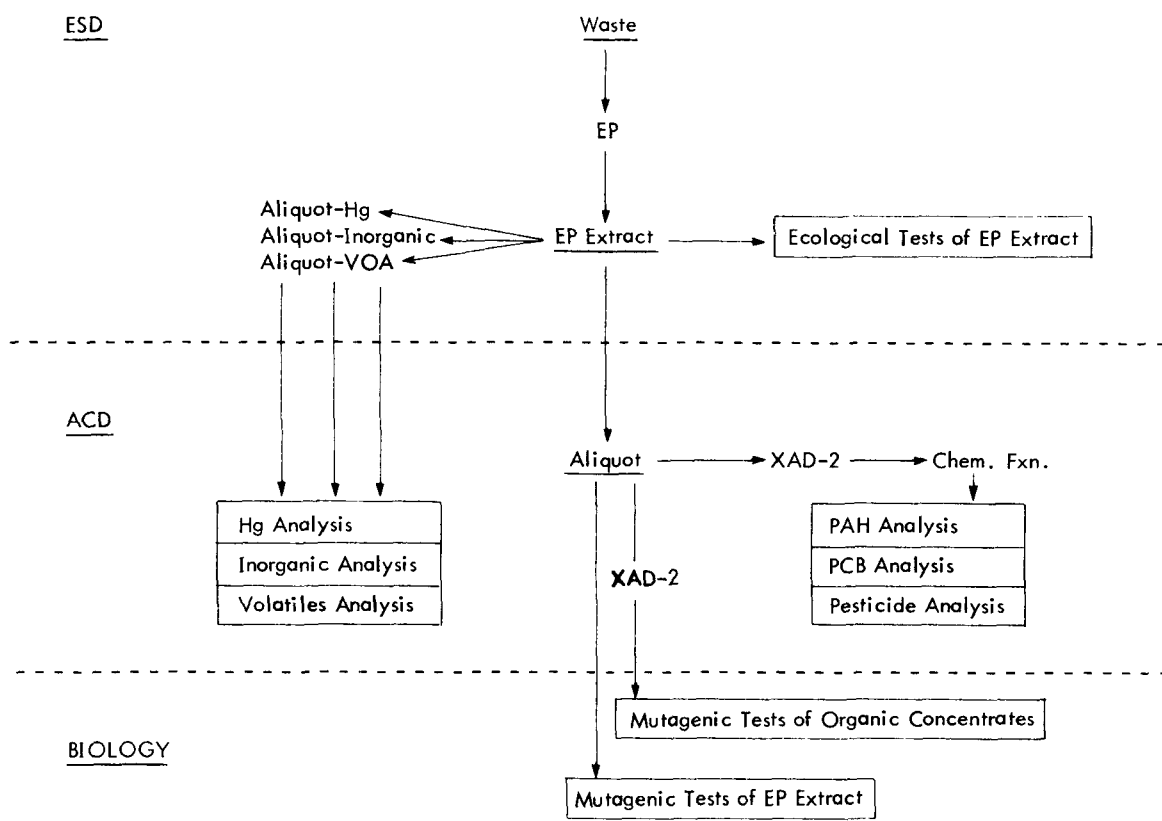 ESD
Waste
EP
Aliquot-Hg
Aliquot-Inorganic
Aliquot-VOA
EP Extract
Ecological Tests of EP Extract
ACD
Aliquot
XAD-2
Chem. Fxn.
Hg Analysis
Inorganic Analysis
Volatiles Analysis
XAD-2
PAH Analysis
PCB Analysis
Pesticide Analysis
BIOLOGY
Mutagenic Tests of Organic Concentrates
Mutagenic Tests of EP Extract